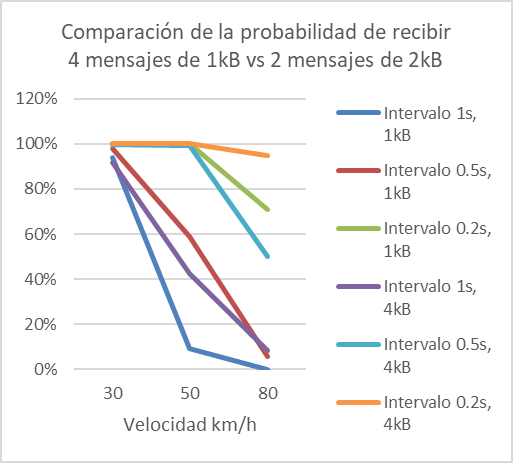 Comparación de la probabilidad de recibir
4 mensajes de 1kB vs 2 mensajes de 2kB
120%
100%
80%
60%
40%
20%
0%
30
50
80
Velocidad km/h
Intervalo 1s,
1kB
Intervalo 0.5s,
1kB
Intervalo 0.2s,
1kB
Intervalo 1s,
4kB
Intervalo 0.5s,
4kB
Intervalo 0.2s,
4kB